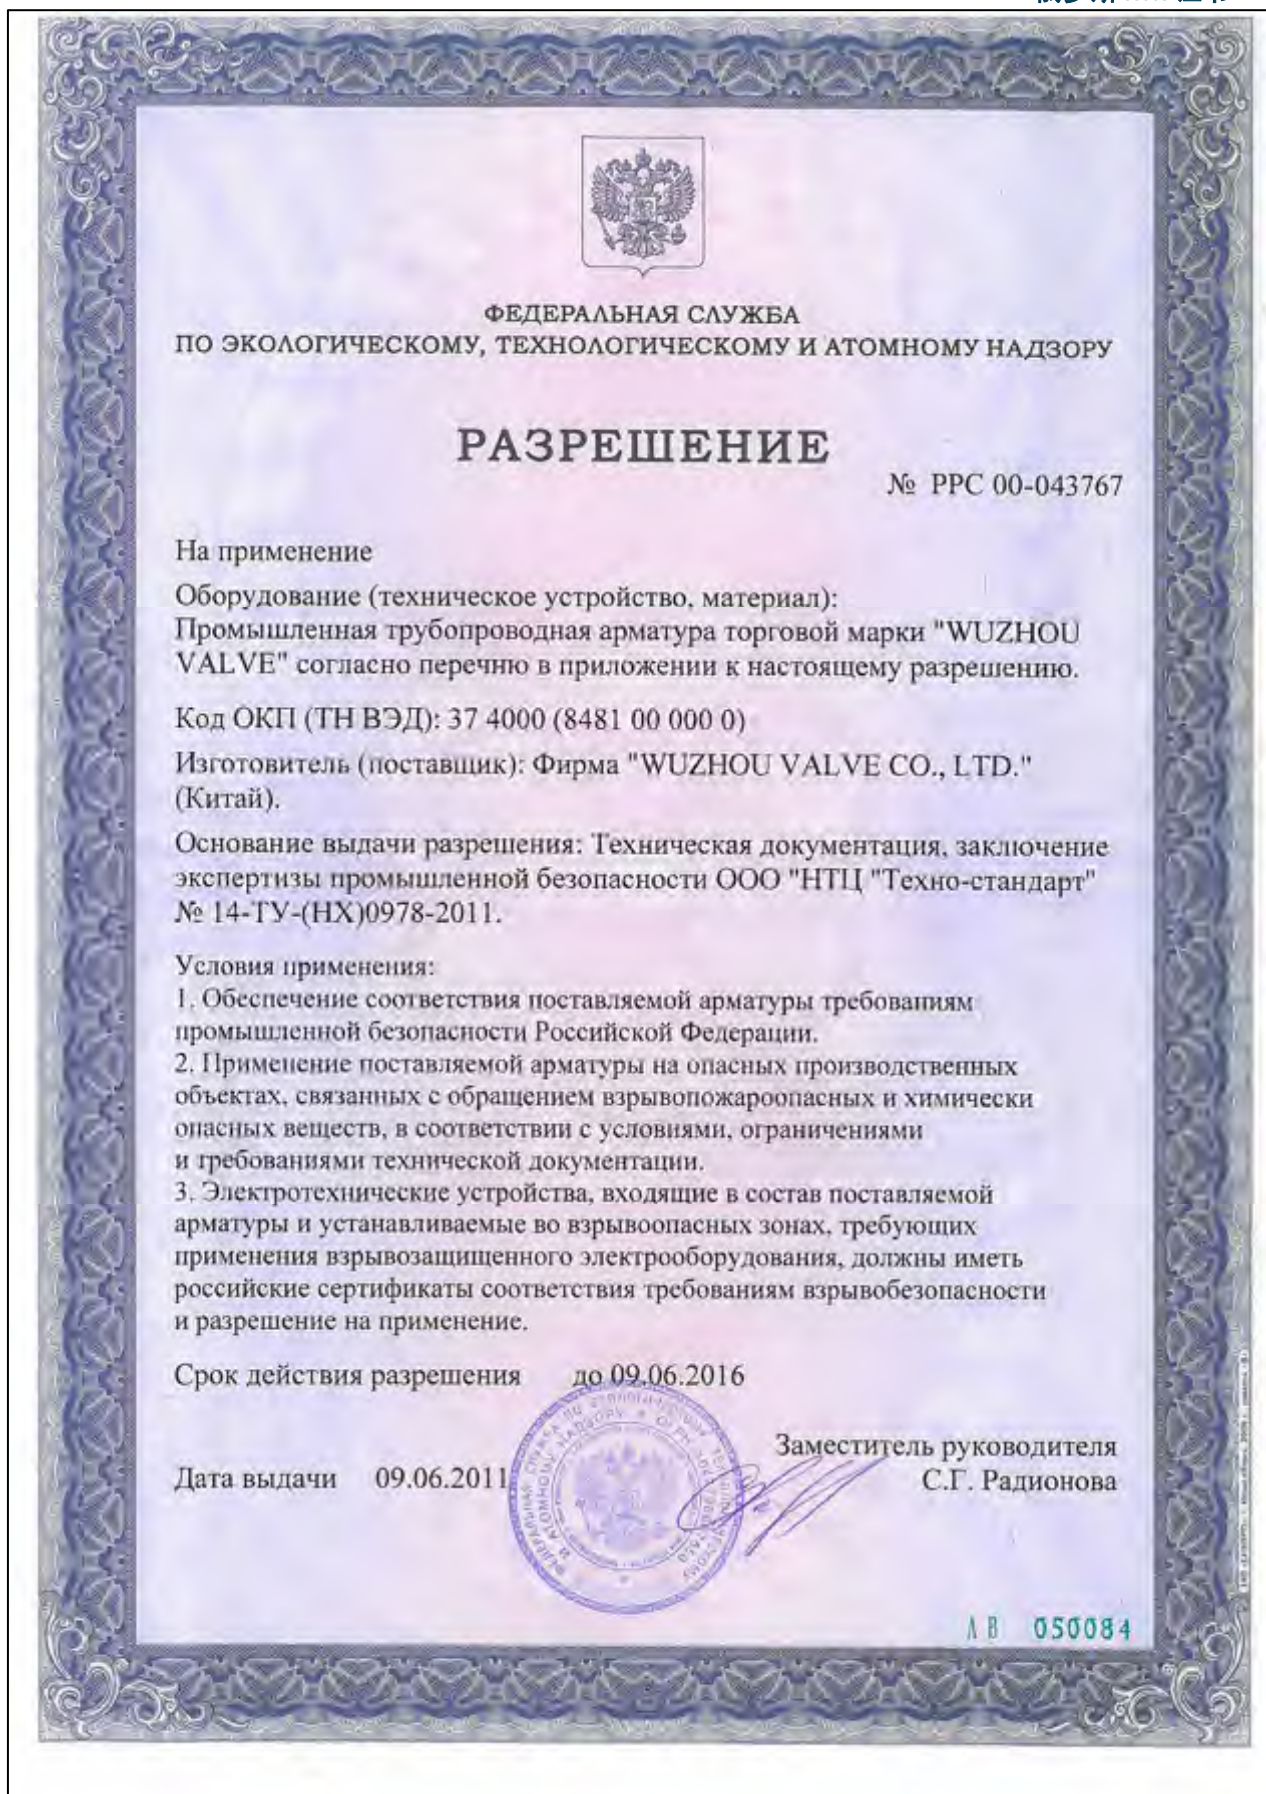 ФЕДЕРАЛЬНАЯ СЛУЖБА
ПО ЭКОЛОГИЧЕСКОМУ, ТЕХНОЛОГИЧЕСКОМУ И АТОМНОМУ НАДЗОРУ
РАЗРЕШЕНИЕ
№ РРС 00-043767
На применение
Оборудование (техническое устройство, материал):
Промышленная трубопроводная арматура торговой марки "WUZHOU
VALVE" согласно перечню в приложении к настоящему разрешению.
Код ОКП (ТН ВЭД): 37 4000 (8481 00 000 0)
Изготовитель (поставщик): Фирма "WUZHOU VALVE CO., LTD."
(Китай).
Основание выдачи разрешения: Техническая документация, заключение
экспертизы промышленной безопасности ООО "НТЦ "Техно-стандарт"
№ 14-ТУ-(НХ)0978-2011.
Условия применения:
1. Обеспечение соответствия поставляемой арматуры требованиям
промышленной безопасности Российской Федерации.
2. Применение поставляемой арматуры на опасных производственных
объектах, связанных с обращением взрывопожароопасных и химически
опасных веществ, в соответствии с условиями, ограничениями
и требованиями технической документации.
3. Электротехнические устройства, входящие в состав поставляемой
арматуры и устанавливаемые во взрывоопасных зонах, требующих
применения взрывозащищенного электрооборудования, должны иметь
российские сертификаты соответствия требованиям взрывобезопасности
и разрешение на применение.
Срок действия разрешения до 09.06.2016
Заместитель руководителя
Дата выдачи 09.06.2011 С.Г. Радионова
АВ 050084